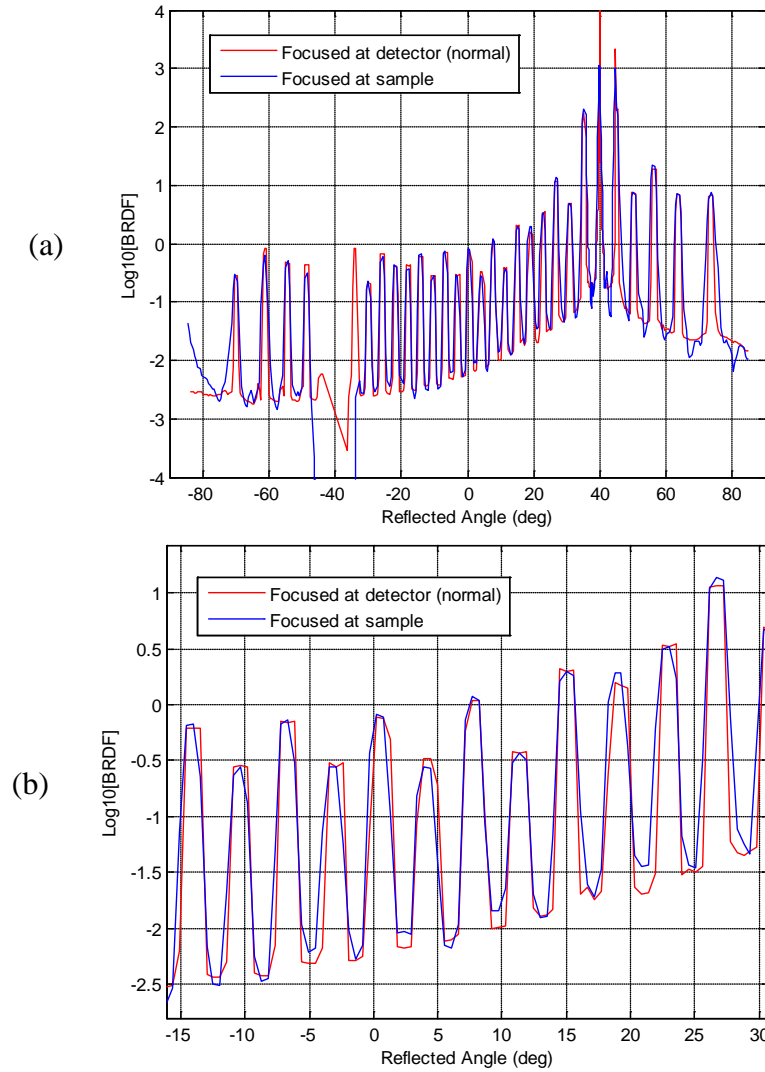 4
3
2
1
0
-1
-2
-3
-4
Log10[BRDF]
Focused at detector (normal)
Focused at sample
(a)
-80 -60 -40 -20 0 20 40 60 80
Reflected Angle (deg)
1
0.5
0
-0.5
-1
-1.5
-2
-2.5
Log10[BRDF]
Focused at detector (normal)
Focused at sample
(b)
-15 -10 -5 0 5 10 15 20 25 30
Reflected Angle (deg)